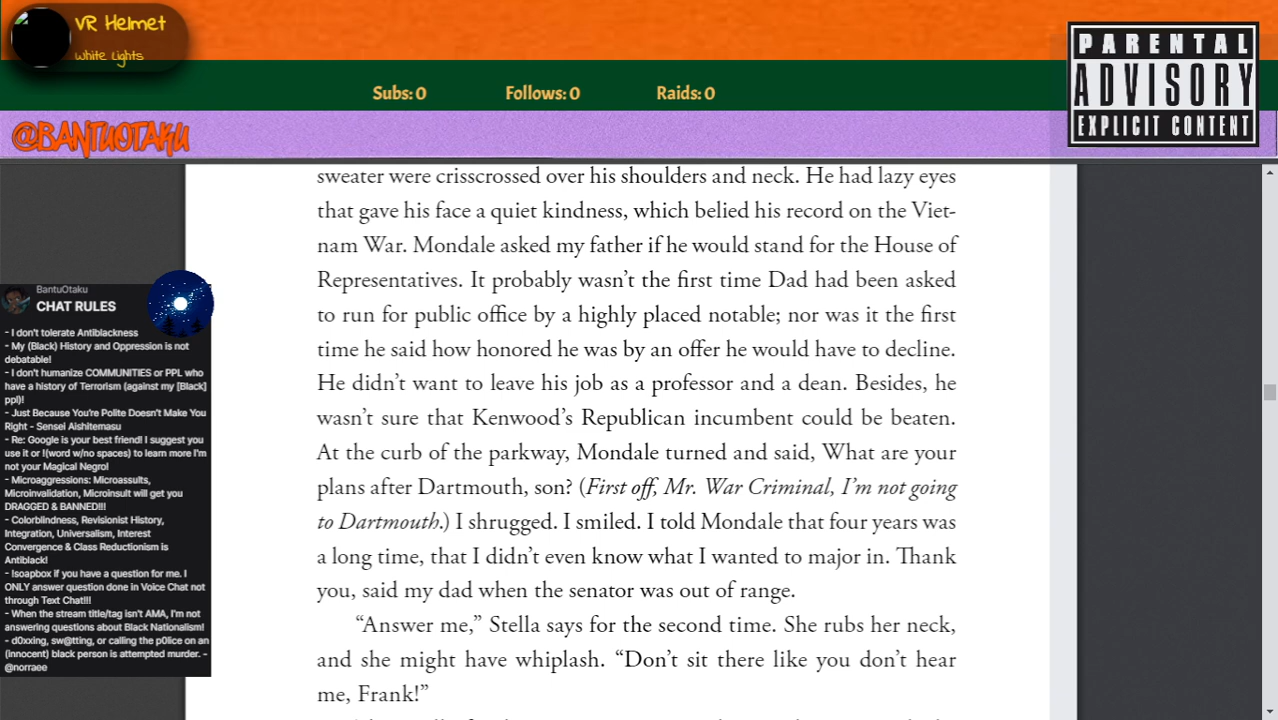 VR Helmet
White Lights
PARENTAL
ADVISORY
EXPLICIT CONTENT
Subs: 0 Follows: 0 Raids: 0
@BANTUOTAKU
sweater were crisscrossed over his shoulders and neck. He had lazy eyes
that gave his face a quiet kindness, which belied his record on the Viet-
nam War. Mondale asked my father if he would stand for the House of
Representatives. It probably wasn't the first time Dad had been asked
to run for public office by a highly placed notable; nor was it the first
time he said how honored he was by an offer he would have to decline.
He didn't want to leave his job as a professor and a dean. Besides, he
wasn't sure that Kenwood's Republican incumbent could be beaten.
At the curb of the parkway, Mondale turned and said, What are your
plans after Dartmouth, son? (First off, Mr. War Criminal, I'm not going
to Dartmouth.) I shrugged. I smiled. I told Mondale that four years was
a long time, that I didn't even know what I wanted to major in. Thank
you, said my dad when the senator was out of range.
“Answer me,” Stella says for the second time. She rubs her neck,
and she might have whiplash. “Don't sit there like you don't hear
me, Frank!”
BantuOtaku
CHAT RULES
- I don't tolerate Antiblackness
- My (Black) History and Oppression is not
debatable!
- I don't humanize COMMUNITIES or PPL who
have a history of Terrorism (against my [Black]
ppl)!
- Just Because You're Polite Doesn't Make You
Right - Sensei Aishitemasu
- Re: Google is your best friend! I suggest you
use it or !(word w/no spaces) to learn more I'm
not your Magical Negro!
- Microaggressions: Microassults,
Microinvalidation, Microinsult will get you
DRAGGED & BANNED!!!
- Colorblindness, Revisionist History,
Integration, Universalism, Interest
Convergence & Class Reductionism is
Antiblack!
- !soapbox if you have a question for me. I
ONLY answer question done in Voice Chat not
through Text Chat!!!
- When the stream title/tag isn't AMA, I'm not
answering questions about Black Nationalism!
- d0xxing, sw@tting, or calling the p0lice on an
(innocent) black person is attempted murder. -
@norraee